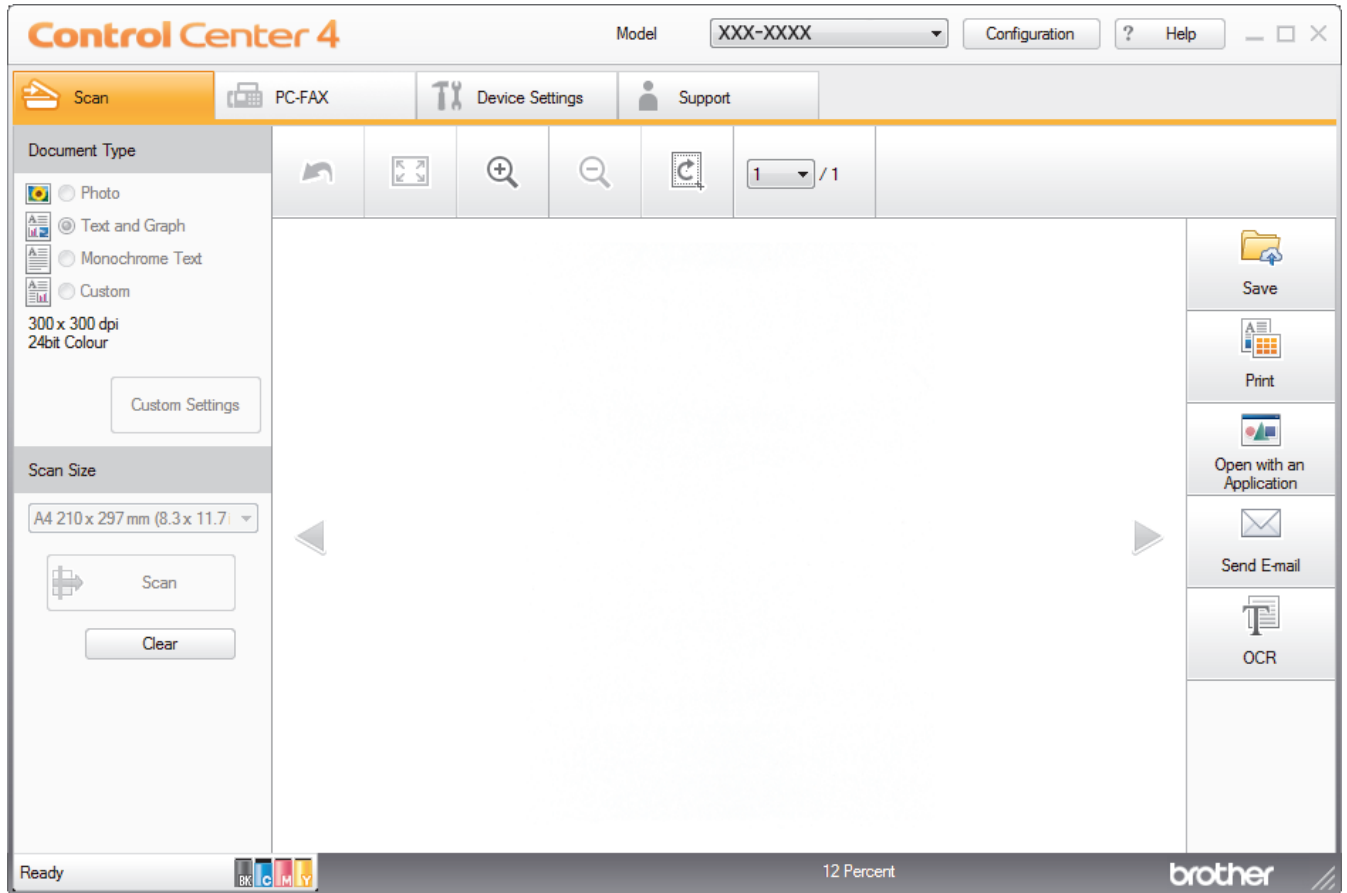 Control Center 4
Model
XXX-XXXX
Configuration
? Help
Scan
PC-FAX
Device Settings
Support
Document Type
Photo
Text and Graph
Monochrome Text
Custom
300 x 300 dpi
24bit Colour
Custom Settings
Scan Size
A4 210 x 297 mm (8.3 x 11.7
Scan
Clear
1 / 1
Save
Print
Open with an
Application
Send E-mail
OCR
Ready
BK C M Y
12 Percent
brother